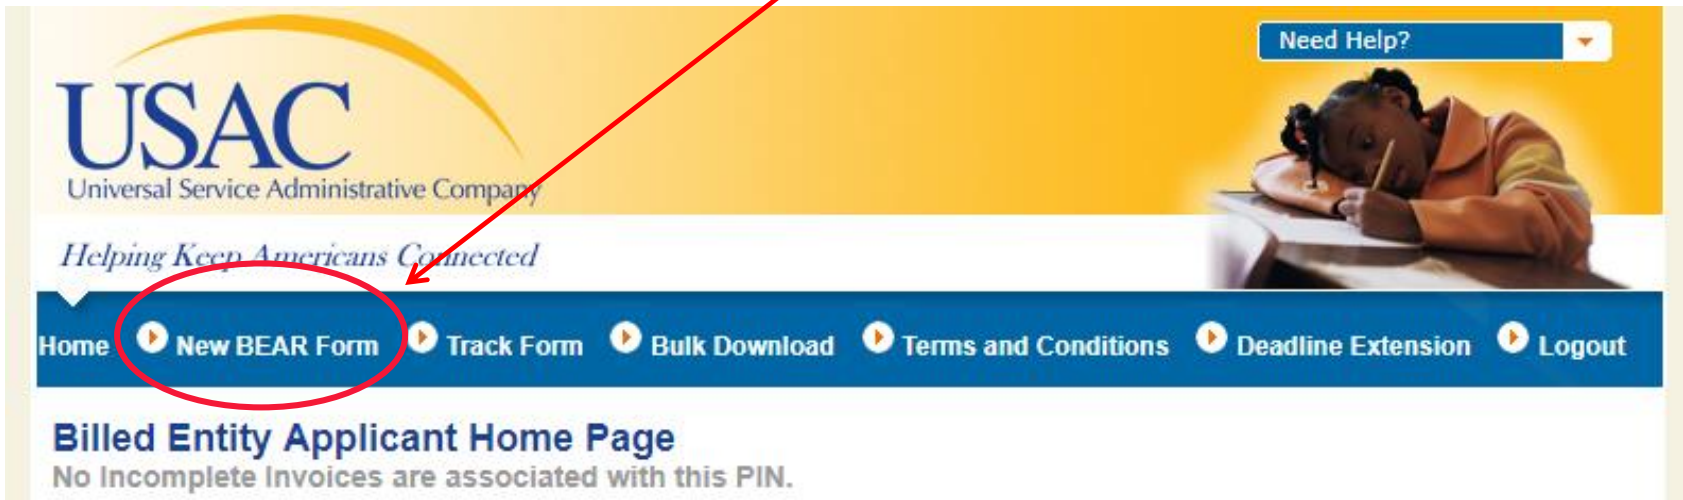 Need Help?
USAC
Universal Service Administrative Company
Helping Keep Americans Connected
Home New BEAR Form Track Form Bulk Download Terms and Conditions Deadline Extension Logout
Billed Entity Applicant Home Page
No Incomplete Invoices are associated with this PIN.